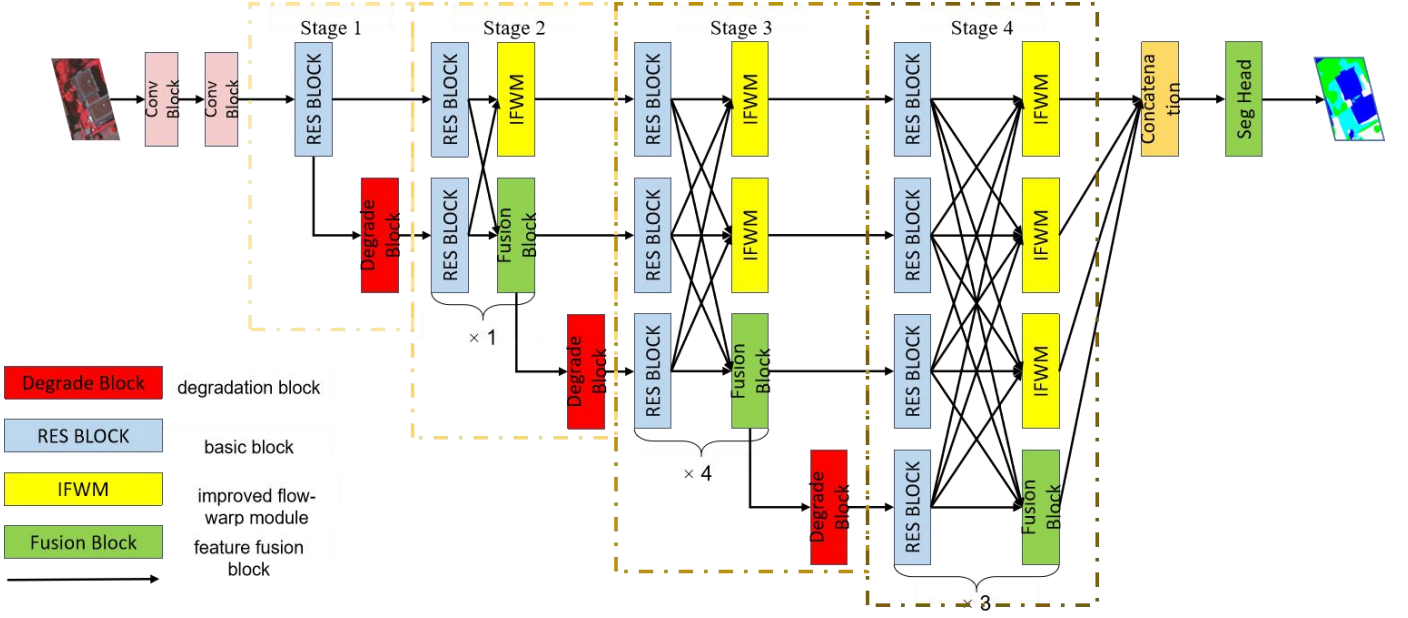 Stage 1
Stage 2
Stage 3
Stage 4
Conv
Block
Conv
Block
RES BLOCK
RES BLOCK
IFWM
RES BLOCK
IFWM
RES BLOCK
IFWM
Concatena
tion
Seg Head
Degrade
Block
RES BLOCK
Fusion
Block
RES BLOCK
IFWM
RES BLOCK
IFWM
× 1
Degrade
Block
RES BLOCK
Fusion
Block
RES BLOCK
IFWM
× 4
Degrade
Block
RES BLOCK
Fusion
Block
× 3
Degrade Block
degradation block
RES BLOCK
basic block
IFWM
improved flow-
warp module
Fusion Block
feature fusion
block